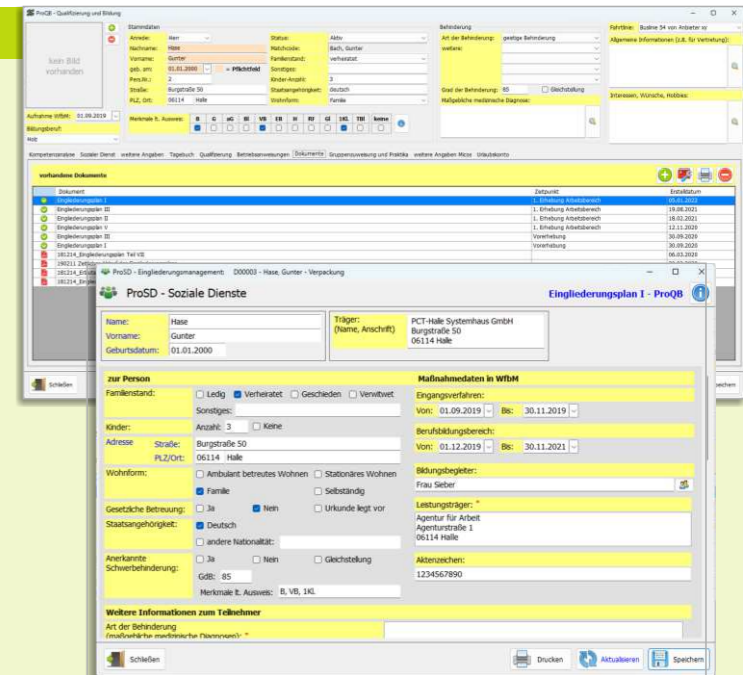 ProQB - Qualifizierung und Bildung
kein Bild
vorhanden
Aufnahme WfbM: 01.09.2019
Bildungsberuf:
Holz
Stammdaten
Anrede: Herr
Nachname: Hase
Vorname: Gunter
geb. am: 01.01.2000 = Pflichtfeld
Pers.Nr.: 2
Straße: Burgstraße 50
PLZ, Ort: 06114 Halle
Status: Aktiv
Matchcode: Bach, Gunter
Familienstand: verheiratet
Sonstiges:
Kinder-Anzahl: 3
Staatsangehörigkeit: deutsch
Wohnform: Familie
Merkmale lt. Ausweis: B G aG Bl VB EB H RF Gl 1Kl. TBl keine
Behinderung
Art der Behinderung: geistige Behinderung
weitere:
Grad der Behinderung: 85 Gleichstellung
Maßgebliche medizinische Diagnose:
Fahrtlinie: Buslinie 54 von Anbieter xy
Allgemeine Informationen (z.B. für Vertretung):
Interessen, Wünsche, Hobbies:
Kompetenzanalyse Sozialer Dienst weitere Angaben Tagebuch Qualifizierung Betriebsanweisungen Dokumente Gruppenzuweisung und Praktika weitere Angaben Micos Urlaubskonto
vorhandene Dokumente
Dokument Zeitpunkt Erstelldatum
Eingliederungsplan I 1. Erhebung Arbeitsbereich 05.01.2022
Eingliederungsplan III 1. Erhebung Arbeitsbereich 19.08.2021
Eingliederungsplan II 1. Erhebung Arbeitsbereich 18.02.2021
Eingliederungsplan V 1. Erhebung Arbeitsbereich 12.11.2020
Eingliederungsplan III Vorerhebung 30.09.2020
Eingliederungsplan I Vorerhebung 30.09.2020
181214_Eingliederungsplan Teil VII 06.03.2020
Schließen
ProSD - Eingliederungsmanagement: D00003 - Hase, Gunter - Verpackung
ProSD - Soziale Dienste
Eingliederungsplan I - ProQB
Name: Hase
Vorname: Gunter
Geburtsdatum: 01.01.2000
Träger: PCT-Halle Systemhaus GmbH
(Name, Anschrift) Burgstraße 50
06114 Halle
zur Person
Familienstand: Ledig Verheiratet Geschieden Verwitwet
Sonstiges:
Kinder: Anzahl: 3 Keine
Adresse Straße: Burgstraße 50
PLZ/Ort: 06114 Halle
Wohnform: Ambulant betreutes Wohnen Stationäres Wohnen
Familie Selbständig
Gesetzliche Betreuung: Ja Nein Urkunde liegt vor
Staatsangehörigkeit: Deutsch
andere Nationalität:
Anerkannte Ja Nein Gleichstellung
Schwerbehinderung:
GdB: 85
Merkmale lt. Ausweis: B, VB, 1Kl.
Maßnahmedaten in WfbM
Eingangsverfahren:
Von: 01.09.2019 Bis: 30.11.2019
Berufsbildungsbereich:
Von: 01.12.2019 Bis: 30.11.2021
Bildungsbegleiter:
Frau Sieber
Leistungsträger: *
Agentur für Arbeit
Agenturstraße 1
06114 Halle
Aktenzeichen:
1234567890
Weitere Informationen zum Teilnehmer
Art der Behinderung
(maßgebliche medizinische Diagnosen): *
Schließen Drucken Aktualisieren Speichern